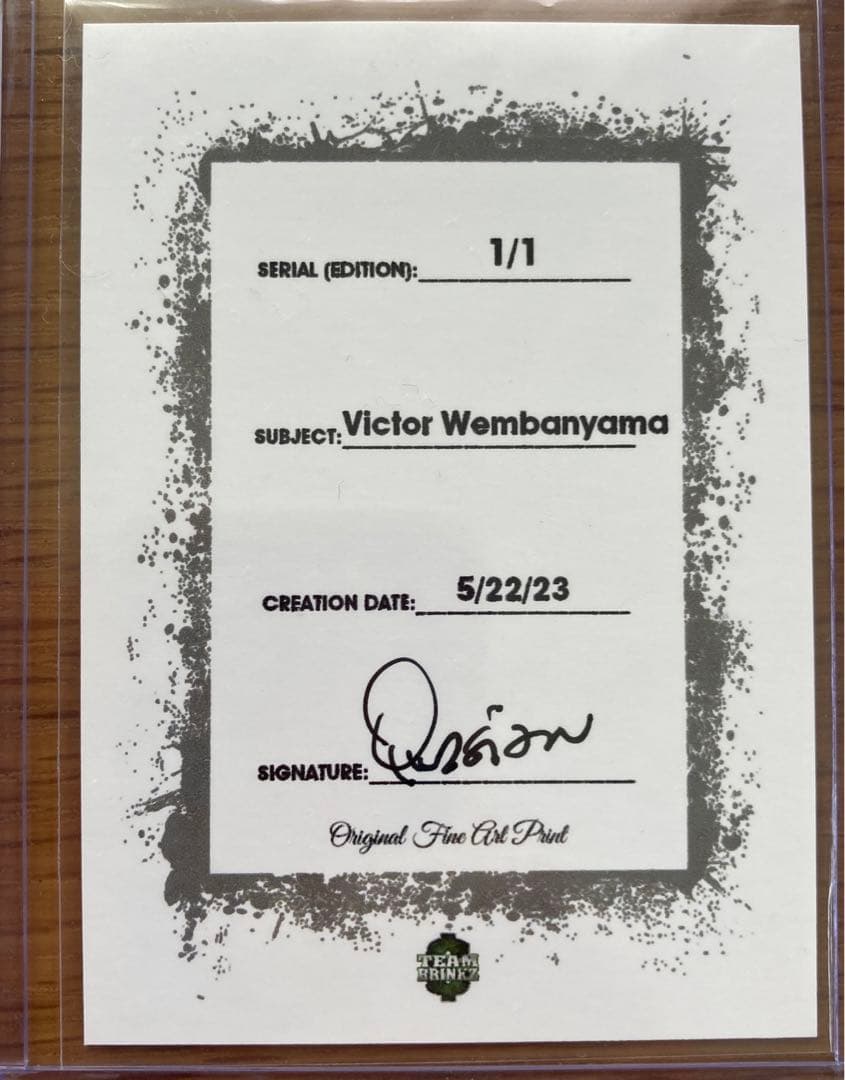 SERIAL (EDITION): 1/1
SUBJECT: Victor Wembanyama
CREATION DATE: 5/22/23
SIGNATURE:
Original Fine Art Print
TEAM
BRINKZ